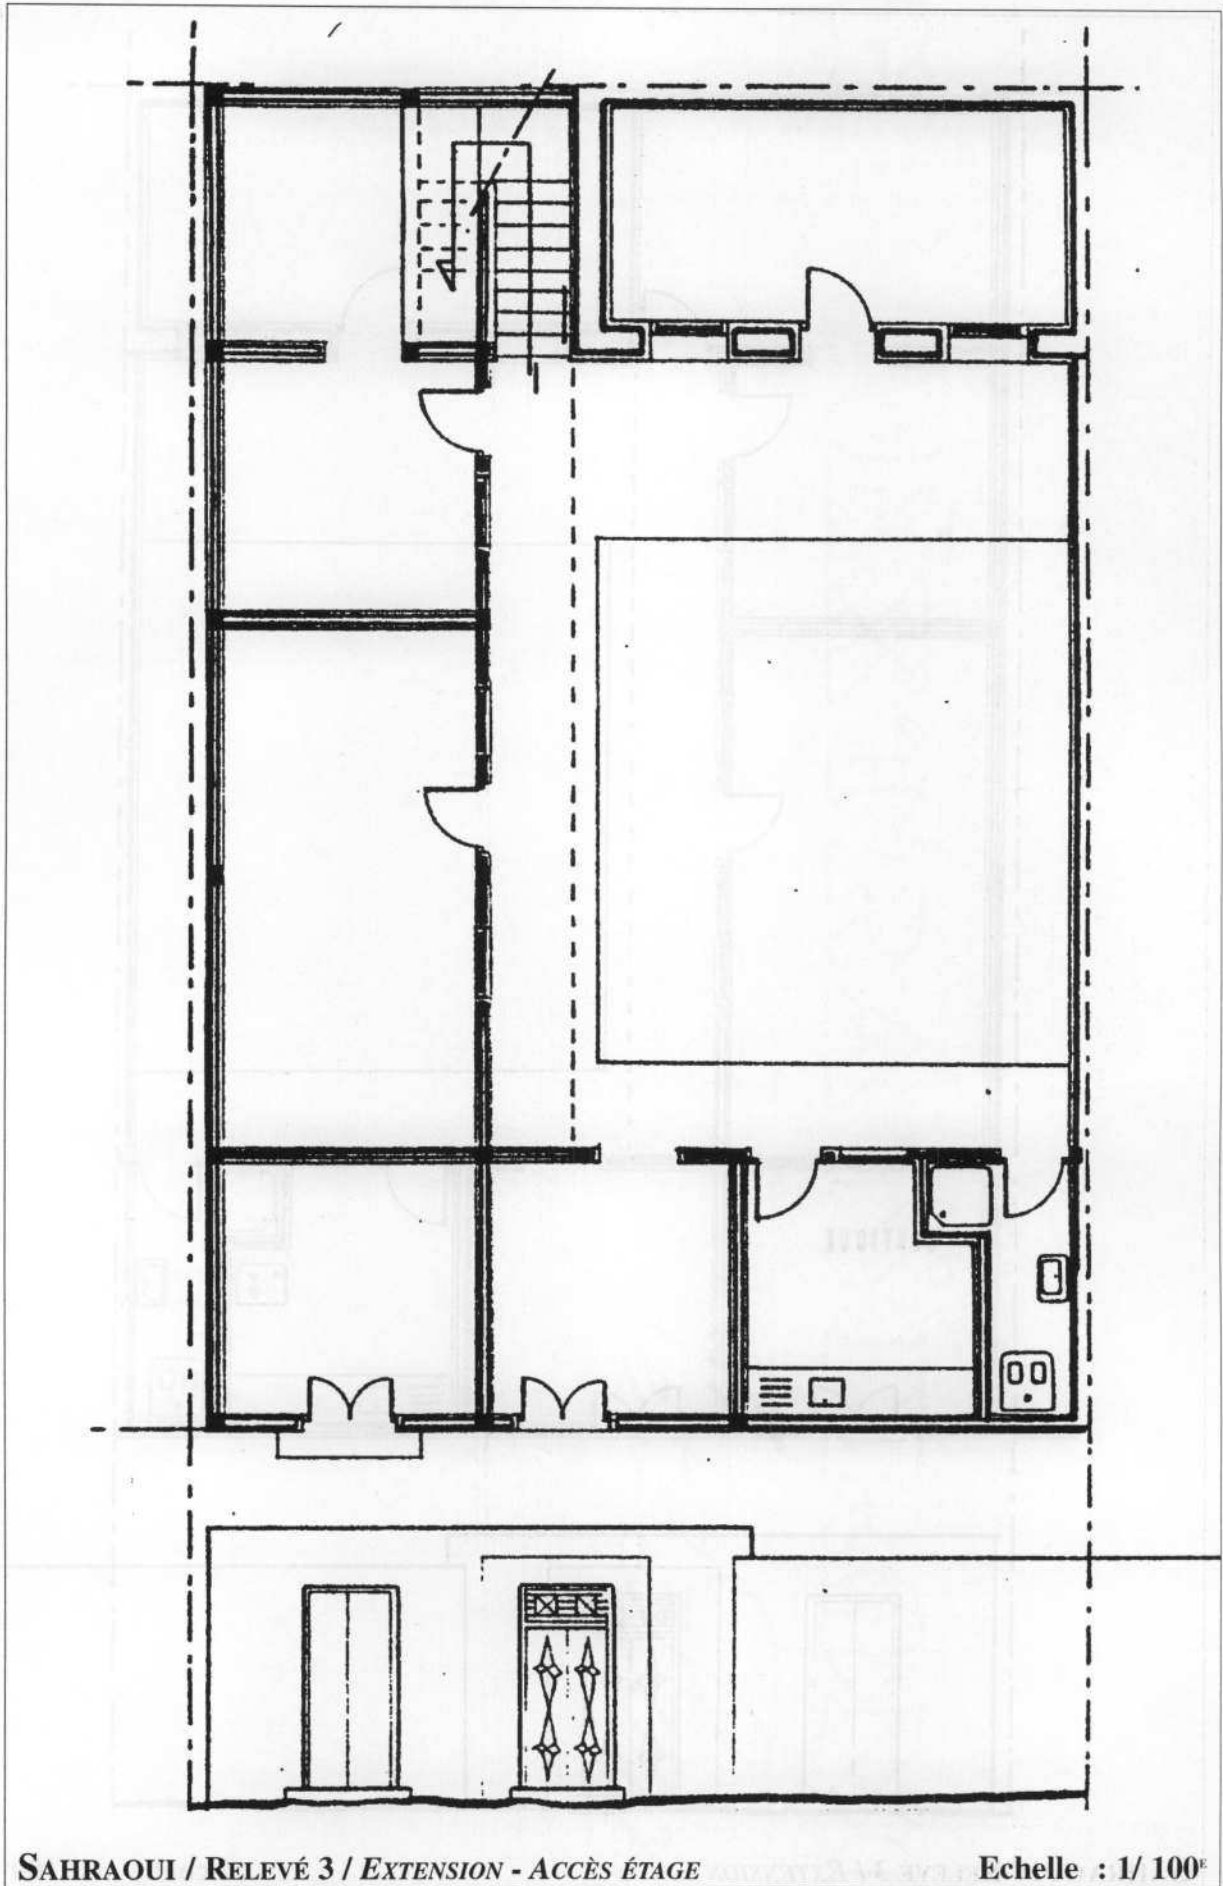 SAHRAOUI / RELEVÉ 3 / EXTENSION - ACCÈS ÉTAGE
Echelle : 1/ 100e